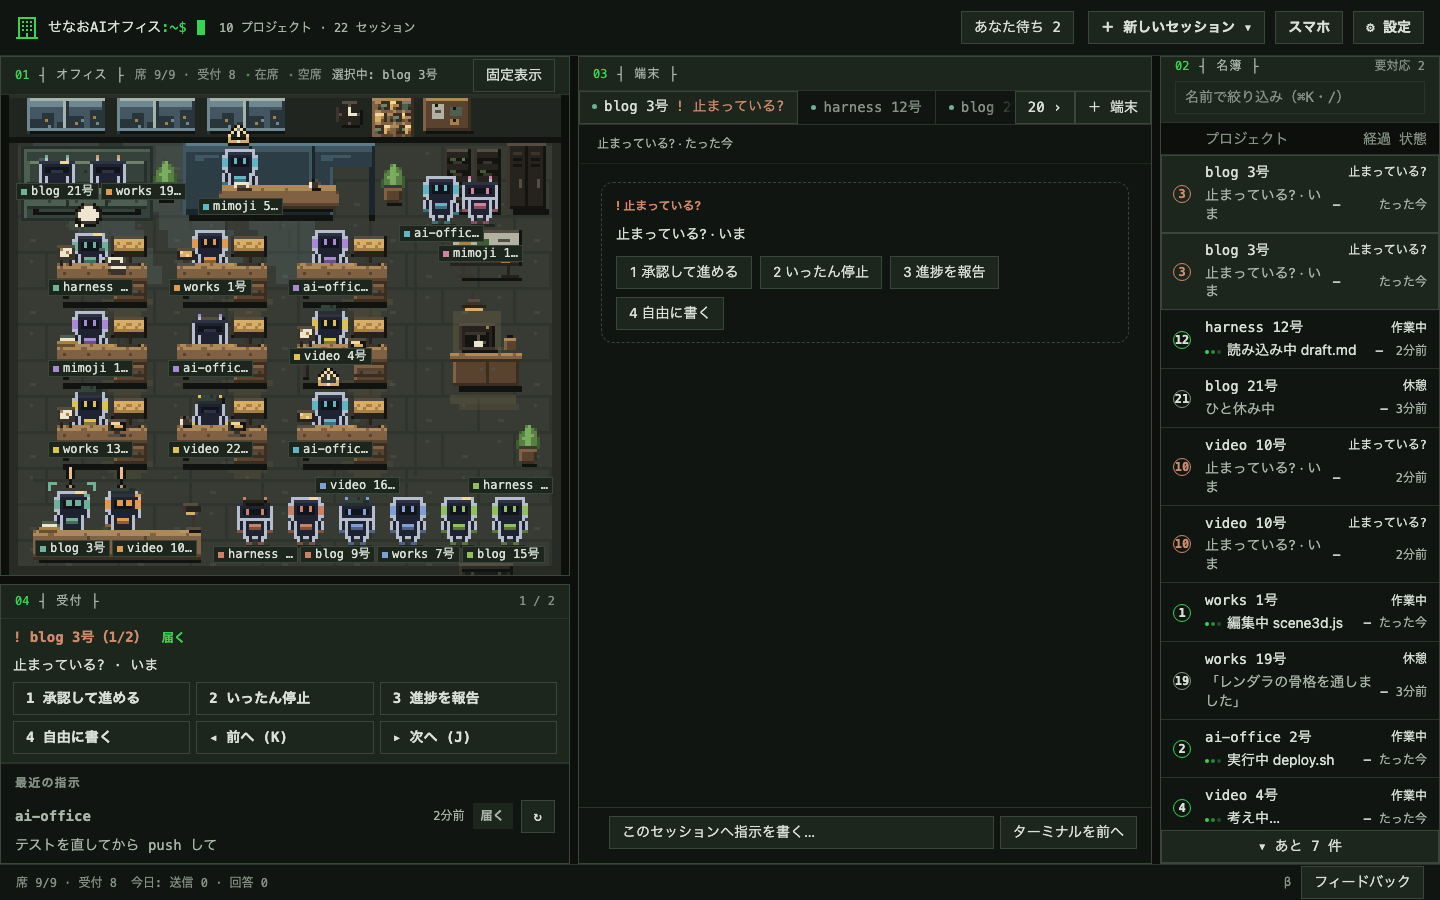 せなおAIオフィス:~$ 10 プロジェクト · 22 セッション
あなた待ち 2
＋ 新しいセッション ▾
スマホ
⚙ 設定
01 ┤ オフィス ├ 席 9/9 · 受付 8 ·在席 ·空席 選択中: blog 3号
固定表示
blog 21号
works 19…
mimoji 5…
ai-offic…
mimoji 1…
harness …
works 1号
ai-offic…
mimoji 1…
ai-offic…
video 4号
works 13…
video 22…
ai-offic…
video 16…
harness …
blog 3号
video 10…
harness …
blog 9号
works 7号
blog 15号
04 ┤ 受付 ├ 1 / 2
! blog 3号 (1/2) 届く
止まっている? · いま
1 承認して進める
2 いったん停止
3 進捗を報告
4 自由に書く
◂ 前へ (K)
▸ 次へ (J)
最近の指示
ai-office 2分前 届く ↻
テストを直してから push して
03 ┤ 端末 ├
blog 3号 ! 止まっている?
harness 12号
blog 2
20 ›
＋ 端末
止まっている? · たった今
! 止まっている?
止まっている? · いま
1 承認して進める
2 いったん停止
3 進捗を報告
4 自由に書く
このセッションへ指示を書く…
ターミナルを前へ
02 ┤ 名簿 ├ 要対応 2
名前で絞り込み (⌘K · /)
プロジェクト 経過 状態
3 blog 3号 止まっている?
止まっている? · い
ま — たった今
3 blog 3号 止まっている?
止まっている? · い
ま — たった今
12 harness 12号 作業中
読み込み中 draft.md — 2分前
21 blog 21号 休憩
ひと休み中 — 3分前
10 video 10号 止まっている?
止まっている? · い
ま — 2分前
10 video 10号 止まっている?
止まっている? · い
ま — 2分前
1 works 1号 作業中
編集中 scene3d.js — たった今
19 works 19号 休憩
「レンダラの骨格を通しま
した」 — 3分前
2 ai-office 2号 作業中
実行中 deploy.sh — たった今
4 video 4号 作業中
考え中… — たった今
▾ あと 7 件
席 9/9 · 受付 8 今日: 送信 0 · 回答 0
β
フィードバック